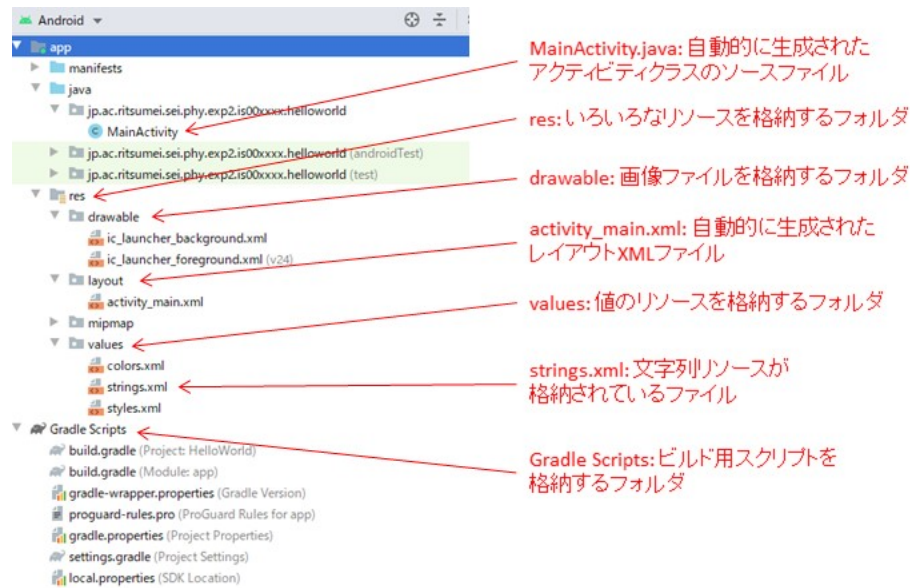 Android
app
manifests
java
jp.ac.ritsumei.sei.phy.exp2.is00xxxx.helloworld
MainActivity
jp.ac.ritsumei.sei.phy.exp2.is00xxxx.helloworld (androidTest)
jp.ac.ritsumei.sei.phy.exp2.is00xxxx.helloworld (test)
res
drawable
ic_launcher_background.xml
ic_launcher_foreground.xml (v24)
layout
activity_main.xml
mipmap
values
colors.xml
strings.xml
styles.xml
Gradle Scripts
build.gradle (Project: HelloWorld)
build.gradle (Module: app)
gradle-wrapper.properties (Gradle Version)
proguard-rules.pro (ProGuard Rules for app)
gradle.properties (Project Properties)
settings.gradle (Project Settings)
local.properties (SDK Location)
MainActivity.java: 自動的に生成された
アクティビティクラスのソースファイル
res: いろいろなリソースを格納するフォルダ
drawable: 画像ファイルを格納するフォルダ
activity_main.xml: 自動的に生成された
レイアウトXMLファイル
values: 値のリソースを格納するフォルダ
strings.xml: 文字列リソースが
格納されているファイル
Gradle Scripts: ビルド用スクリプトを
格納するフォルダ